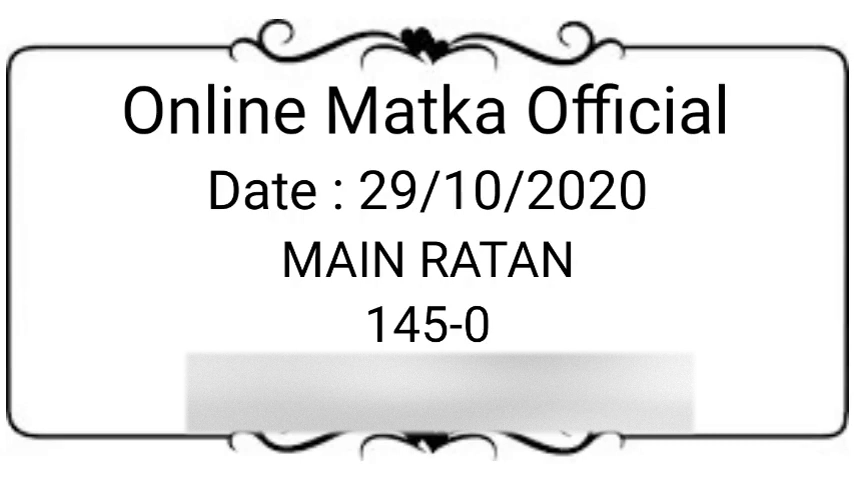 Online Matka Official
Date : 29/10/2020
MAIN RATAN
145-0